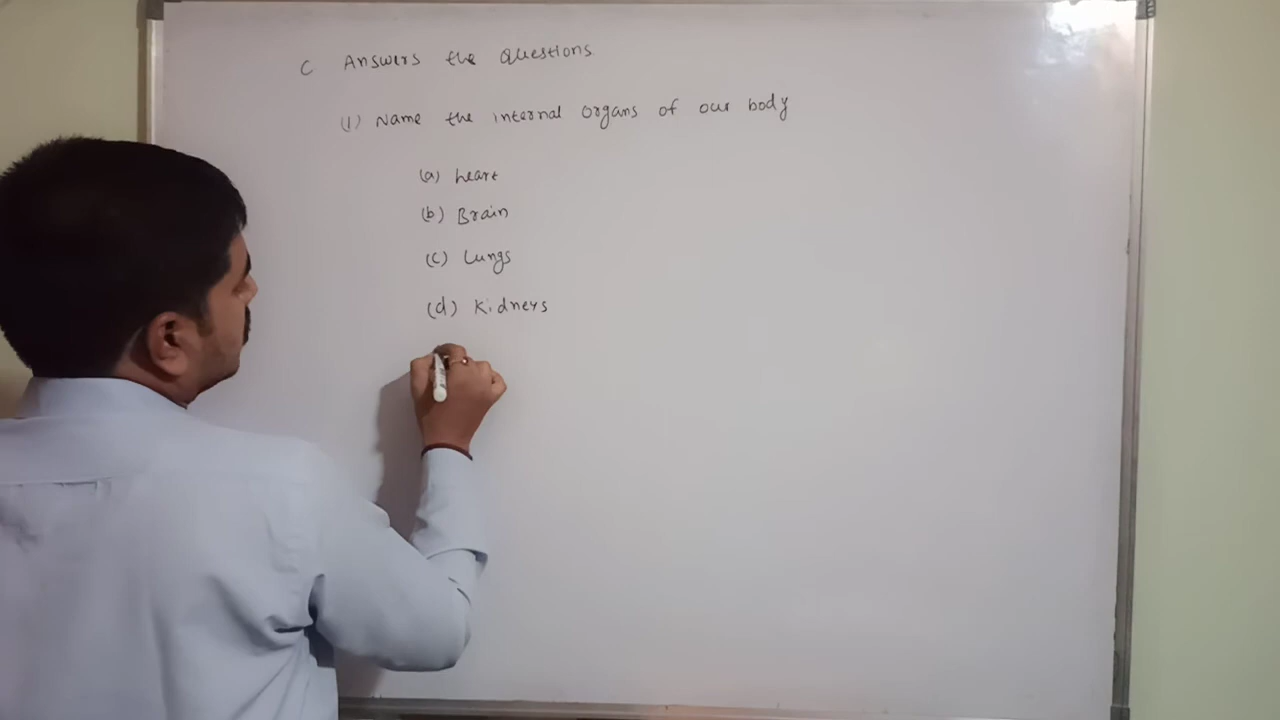 C Answers the Questions
(1) Name the internal organs of our body
(a) heart
(b) Brain
(c) Lungs
(d) Kidneys